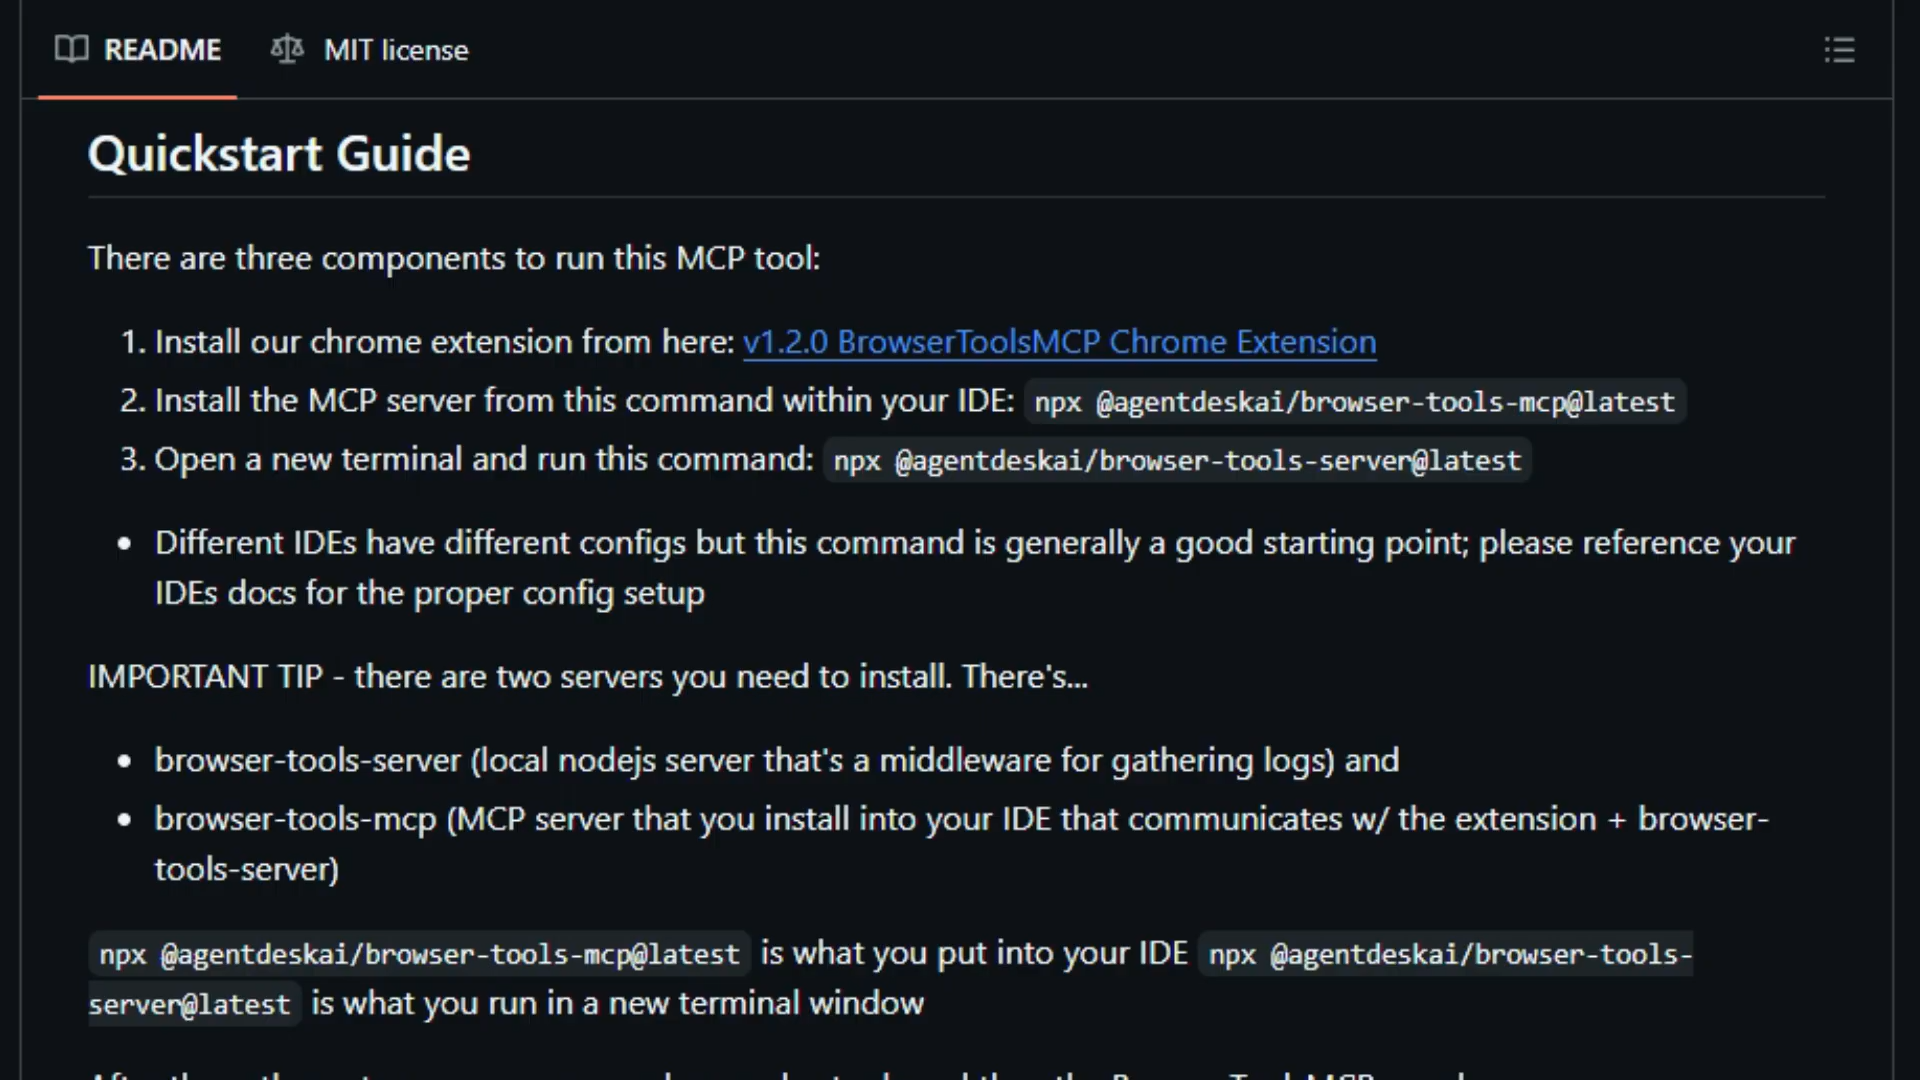 README
MIT license
Quickstart Guide
There are three components to run this MCP tool:
1. Install our chrome extension from here: v1.2.0 BrowserToolsMCP Chrome Extension
2. Install the MCP server from this command within your IDE: npx @agentdeskai/browser-tools-mcp@latest
3. Open a new terminal and run this command: npx @agentdeskai/browser-tools-server@latest
• Different IDEs have different configs but this command is generally a good starting point; please reference your
IDEs docs for the proper config setup
IMPORTANT TIP - there are two servers you need to install. There's...
• browser-tools-server (local nodejs server that's a middleware for gathering logs) and
• browser-tools-mcp (MCP server that you install into your IDE that communicates w/ the extension + browser-
tools-server)
npx @agentdeskai/browser-tools-mcp@latest is what you put into your IDE npx @agentdeskai/browser-tools-
server@latest is what you run in a new terminal window